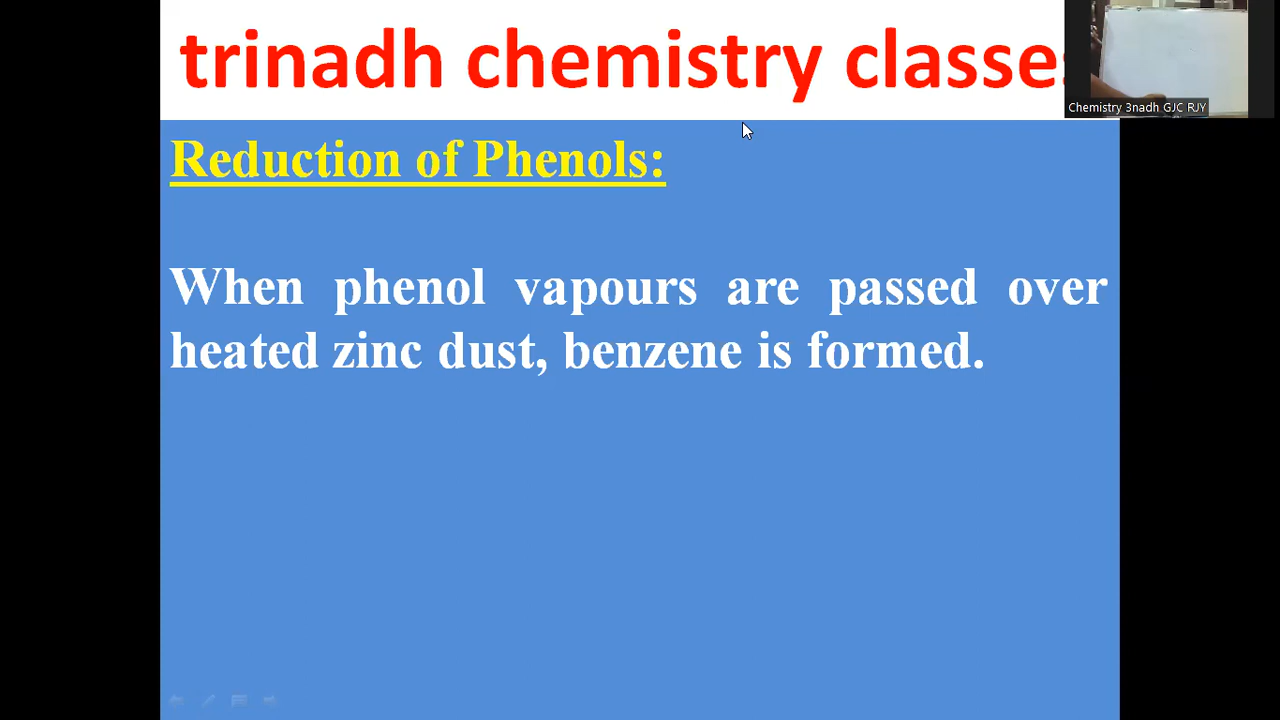 trinadh chemistry classes
Chemistry 3nadh GJC RJY
Reduction of Phenols:
When phenol vapours are passed over
heated zinc dust, benzene is formed.